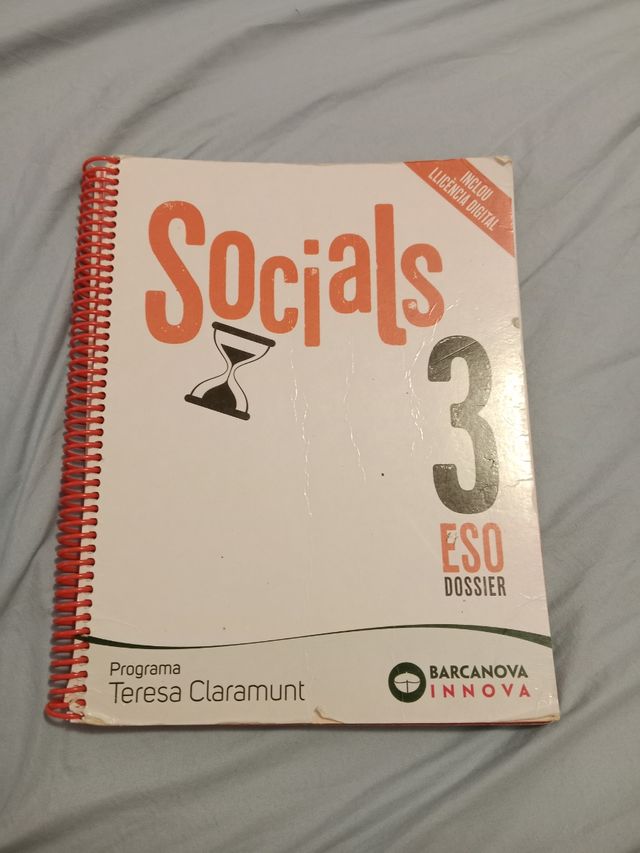 INCLOU
LLICÈNCIA DIGITAL
Socials
3
ESO
DOSSIER
Programa
Teresa Claramunt
BARCANOVA
INNOVA